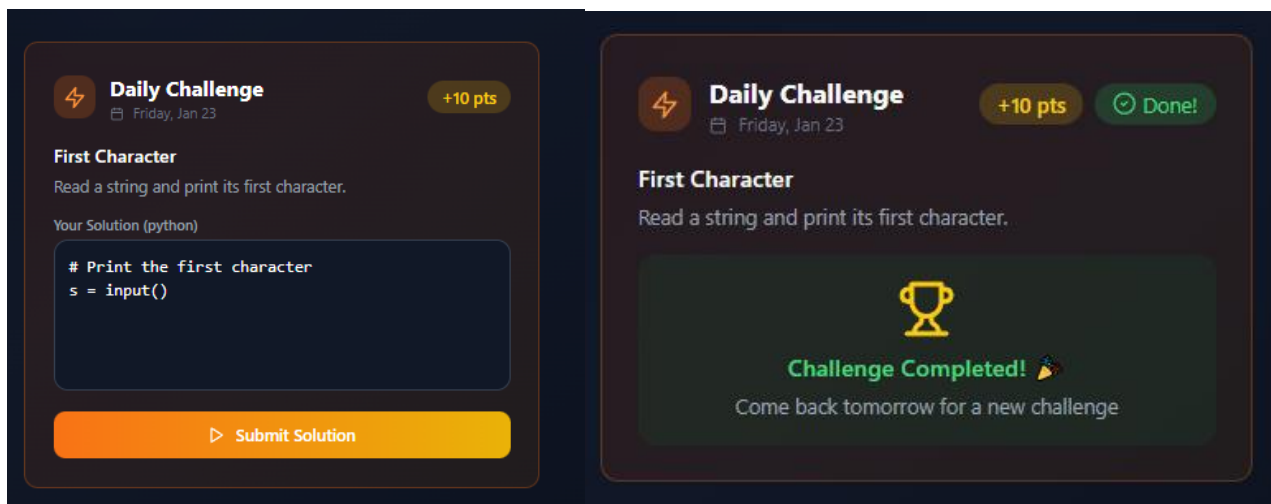 Daily Challenge
+10 pts
Friday, Jan 23
First Character
Read a string and print its first character.
Your Solution (python)
# Print the first character
s = input()
Submit Solution
Daily Challenge
+10 pts
Done!
Friday, Jan 23
First Character
Read a string and print its first character.
Challenge Completed! 🎉
Come back tomorrow for a new challenge